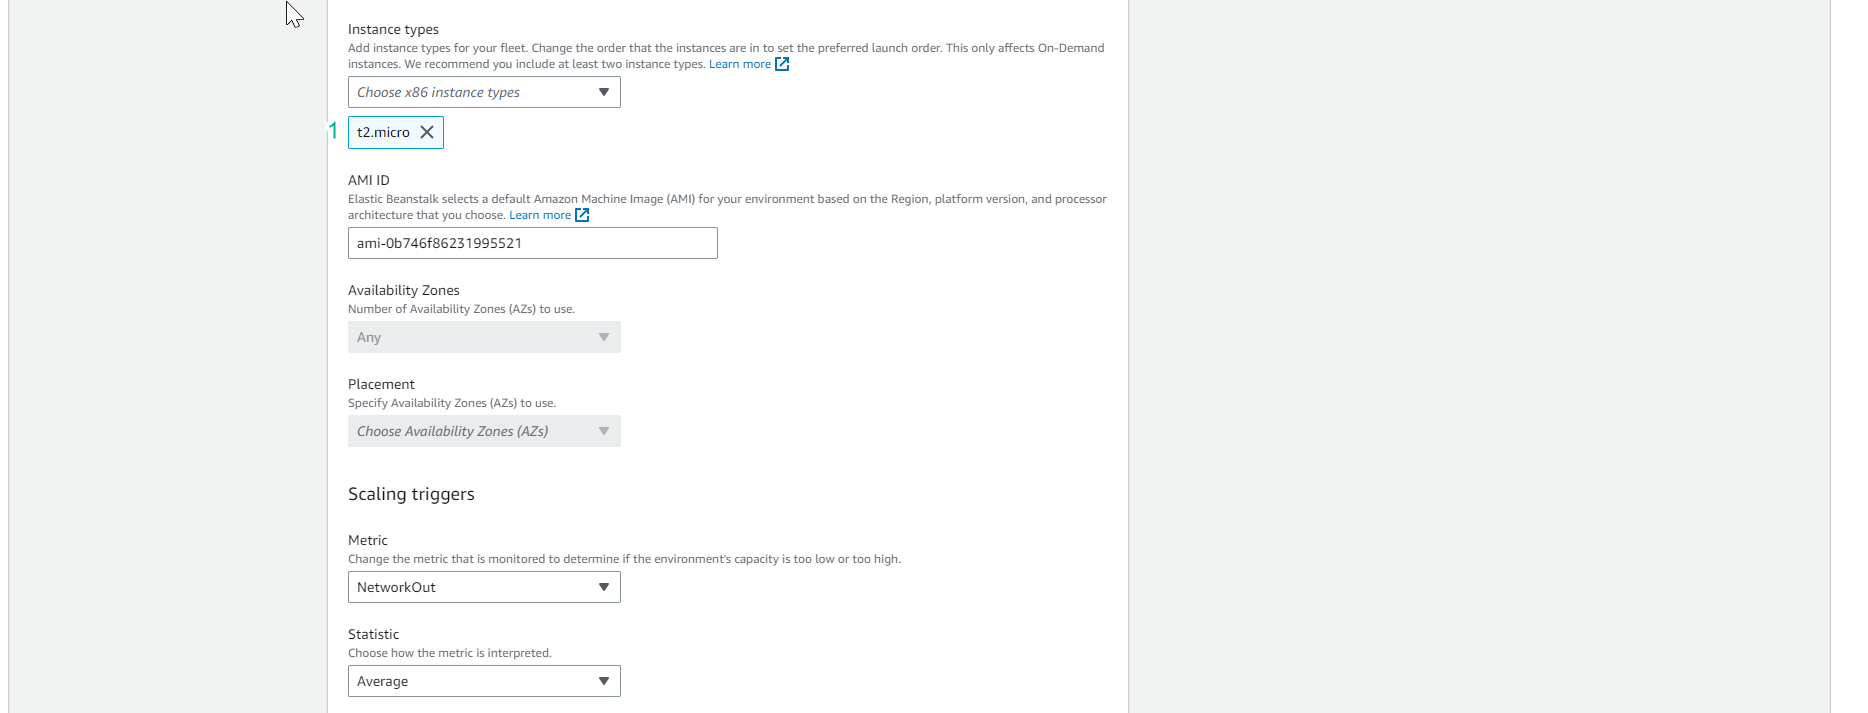 Instance types
Add instance types for your fleet. Change the order that the instances are in to set the preferred launch order. This only affects On-Demand
instances. We recommend you include at least two instance types. Learn more
Choose x86 instance types
1 t2.micro
AMI ID
Elastic Beanstalk selects a default Amazon Machine Image (AMI) for your environment based on the Region, platform version, and processor
architecture that you choose. Learn more
ami-0b746f86231995521
Availability Zones
Number of Availability Zones (AZs) to use.
Any
Placement
Specify Availability Zones (AZs) to use.
Choose Availability Zones (AZs)
Scaling triggers
Metric
Change the metric that is monitored to determine if the environment's capacity is too low or too high.
NetworkOut
Statistic
Choose how the metric is interpreted.
Average